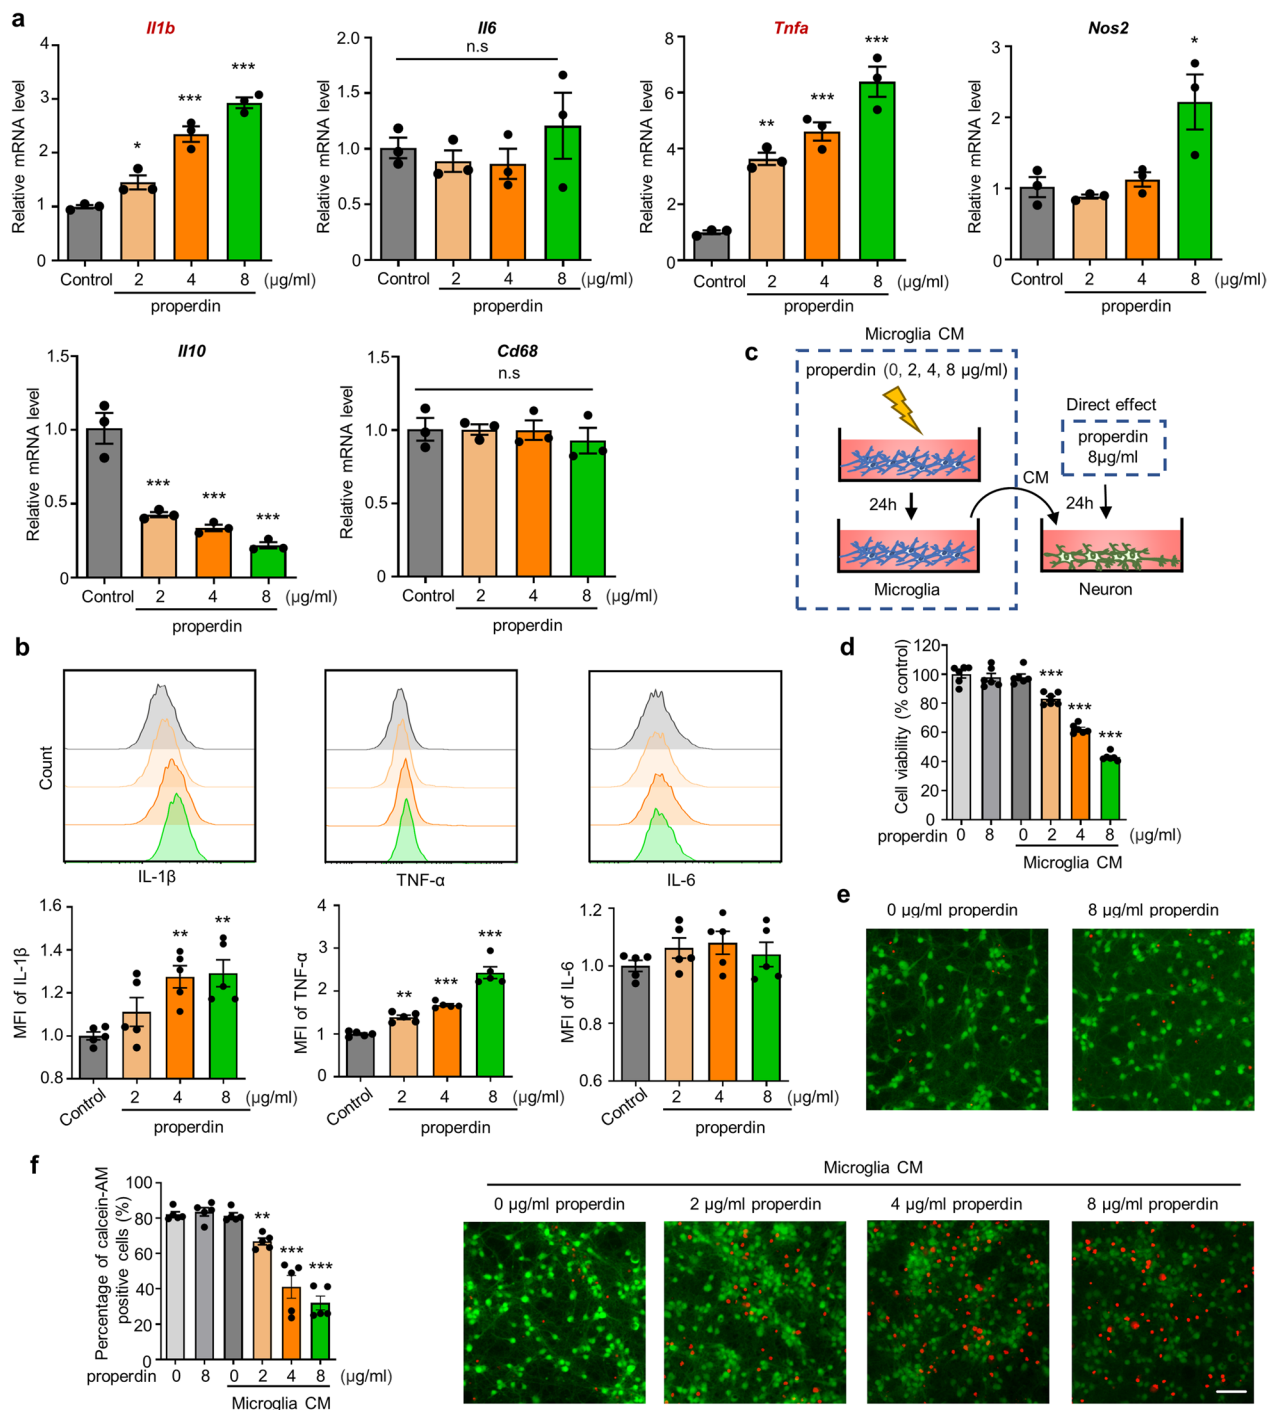 a
Il1b
Il6
Tnfa
Nos2
Relative mRNA level
4
3
2
1
0
***
***
*
Control 2 4 8 (µg/ml)
properdin
Relative mRNA level
2.0
1.5
1.0
0.5
0
n.s
Control 2 4 8 (µg/ml)
properdin
Relative mRNA level
8
6
4
2
0
**
***
***
Control 2 4 8 (µg/ml)
properdin
Relative mRNA level
3
2
1
0
*
Control 2 4 8 (µg/ml)
properdin
Il10
Relative mRNA level
1.5
1.0
0.5
0
***
***
***
Control 2 4 8 (µg/ml)
properdin
Cd68
Relative mRNA level
1.5
1.0
0.5
0
n.s
Control 2 4 8 (µg/ml)
properdin
c
Microglia CM
properdin (0, 2, 4, 8 µg/ml)
24h
Microglia
CM
Direct effect
properdin
8µg/ml
24h
Neuron
b
Count
IL-1β
TNF-α
IL-6
MFI of IL-1β
1.6
1.4
1.2
1.0
0.8
**
**
Control 2 4 8 (µg/ml)
properdin
MFI of TNF-α
4
3
2
1
0
**
***
***
Control 2 4 8 (µg/ml)
properdin
MFI of IL-6
1.2
1.0
0.8
0.6
Control 2 4 8 (µg/ml)
properdin
d
Cell viability (% control)
120
100
80
60
40
20
0
***
***
***
properdin 0 8 0 2 4 8 (µg/ml)
Microglia CM
e
0 µg/ml properdin
8 µg/ml properdin
Microglia CM
0 µg/ml properdin
2 µg/ml properdin
4 µg/ml properdin
8 µg/ml properdin
f
Percentage of calcein-AM
positive cells (%)
100
80
60
40
20
0
**
***
***
properdin 0 8 0 2 4 8 (µg/ml)
Microglia CM